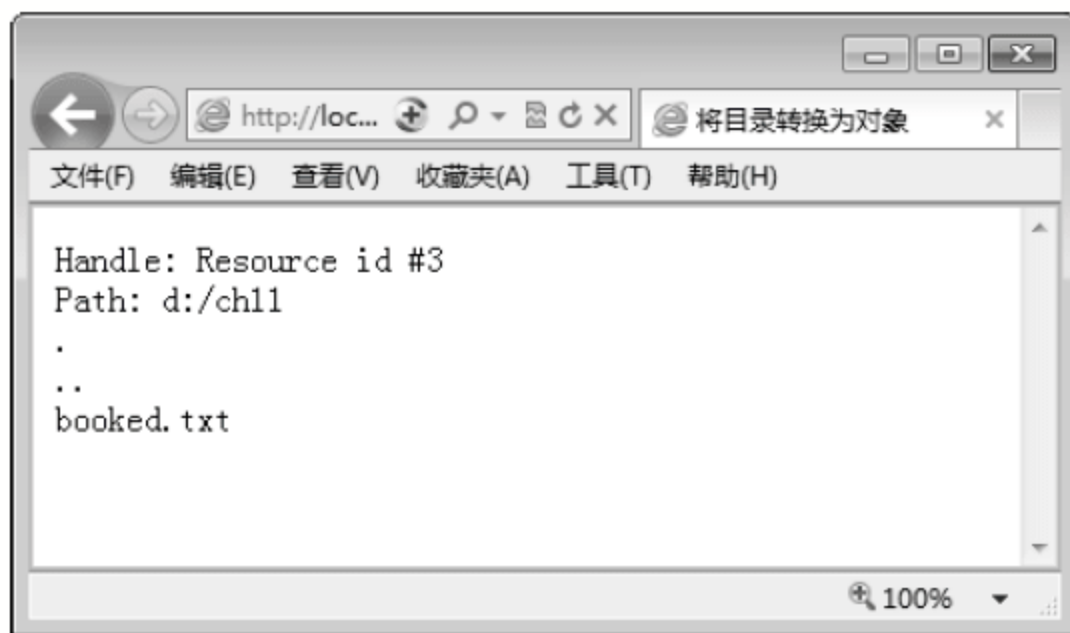 http://loc...
将目录转换为对象
文件(F) 编辑(E) 查看(V) 收藏夹(A) 工具(T) 帮助(H)
Handle: Resource id #3
Path: d:/ch11
.
..
booked.txt
100%